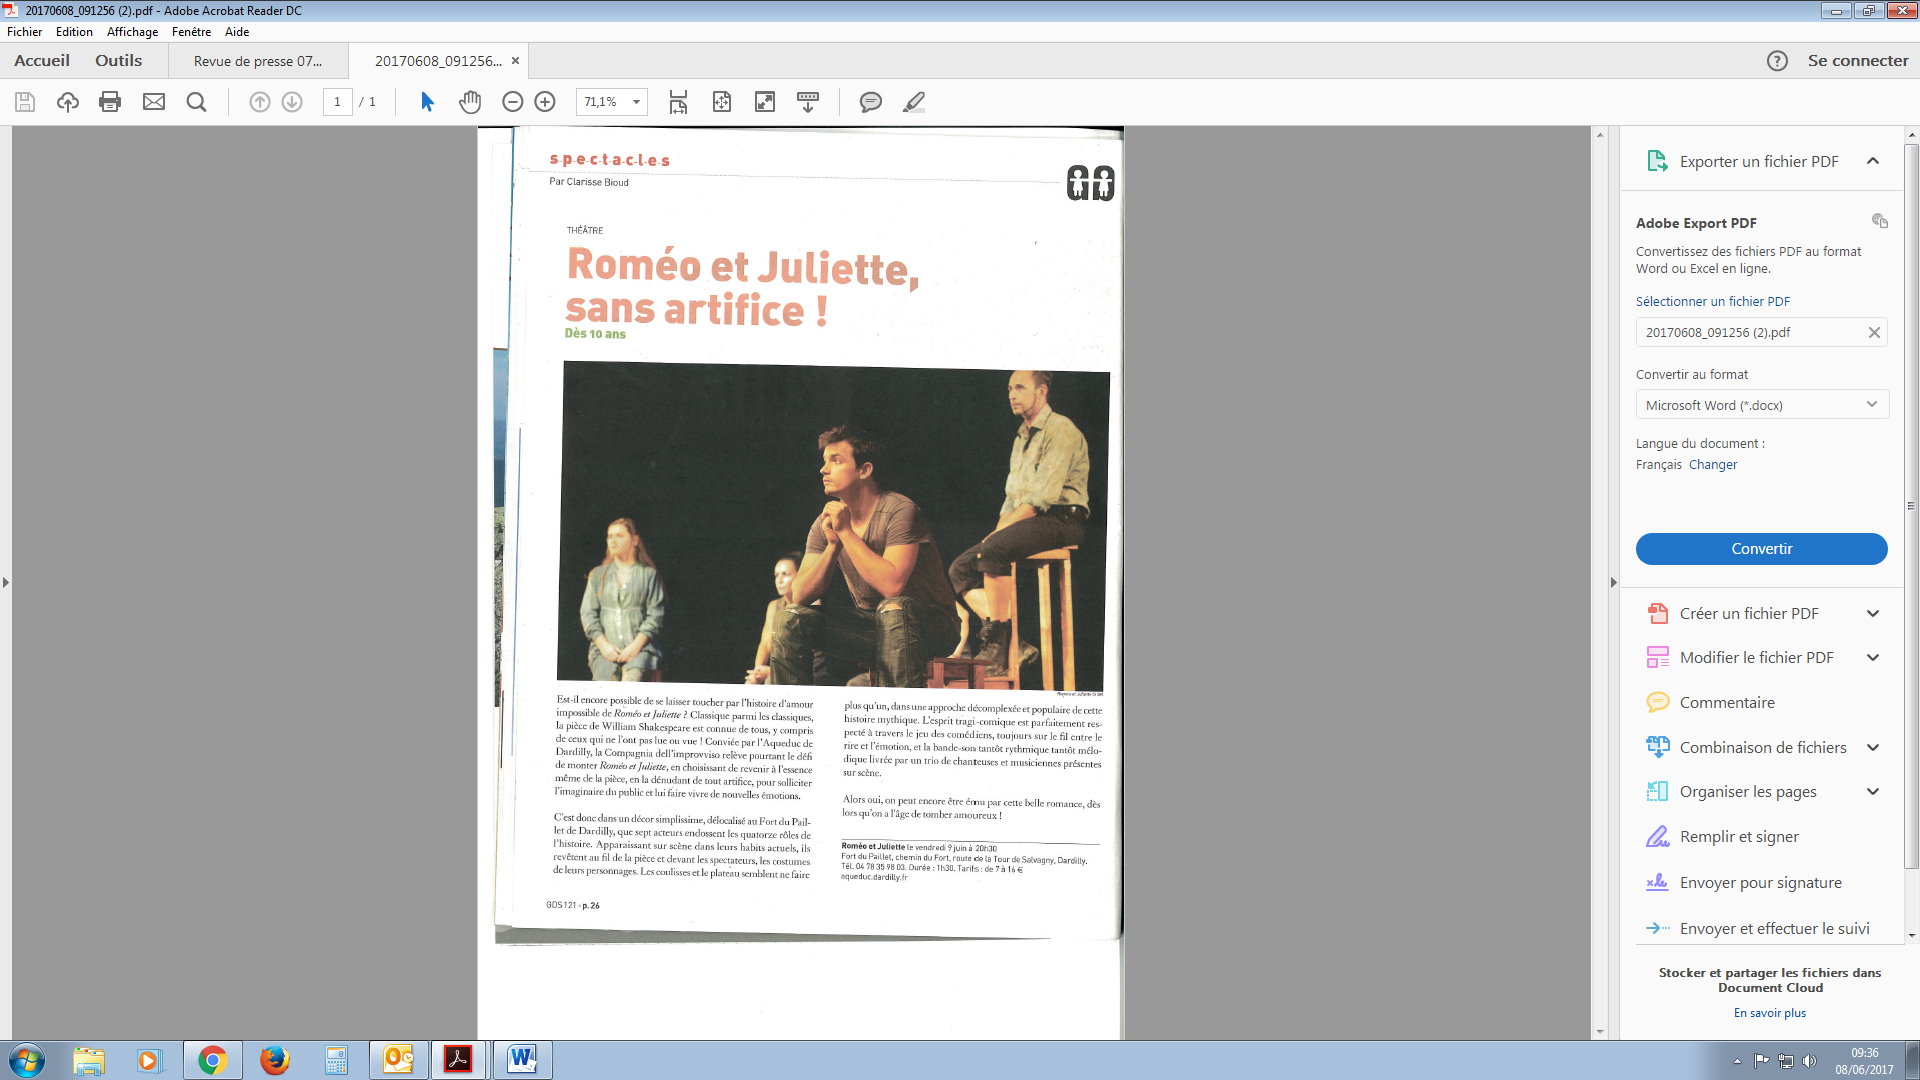 20170608_091256 (2).pdf - Adobe Acrobat Reader DC
Fichier Edition Affichage Fenêtre Aide
Accueil Outils Revue de presse 07... 20170608_091256... × Se connecter
1 / 1 71,1%
spectacles
Par Clarisse Bioud
THÉÂTRE
Roméo et Juliette,
sans artifice !
Dès 10 ans
Est-il encore possible de se laisser toucher par l'histoire d'amour
impossible de Roméo et Juliette ? Classique parmi les classiques,
la pièce de William Shakespeare est connue de tous, y compris
de ceux qui ne l'ont pas lue ou vue ! Conviée par l'Aqueduc de
Dardilly, la Compagnia dell'improvviso relève pourtant le défi
de monter Roméo et Juliette, en choisissant de revenir à l'essence
même de la pièce, en la dénudant de tout artifice, pour solliciter
l'imaginaire du public et lui faire vivre de nouvelles émotions.
C'est donc dans un décor simplissime, délocalisé au Fort du Pail-
let de Dardilly, que sept acteurs endossent les quatorze rôles de
l'histoire. Apparaissant sur scène dans leurs habits actuels, ils
revêtent au fil de la pièce et devant les spectateurs, les costumes
de leurs personnages. Les coulisses et le plateau semblent ne faire
Roméo et Juliette ©
plus qu'un, dans une approche décomplexée et populaire de cette
histoire mythique. L'esprit tragi-comique est parfaitement res-
pecté à travers le jeu des comédiens, toujours sur le fil entre le
rire et l'émotion, et la bande-son tantôt rythmique tantôt mélo-
dique livrée par un trio de chanteuses et musiciennes présentes
sur scène.
Alors oui, on peut encore être ému par cette belle romance, dès
lors qu'on a l'âge de tomber amoureux !
Roméo et Juliette le vendredi 9 juin à 20h30
Fort du Paillet, chemin du Fort, route de la Tour de Salvagny, Dardilly.
Tél. 04 78 35 98 03. Durée : 1h30. Tarifs : de 7 à 16 €
aqueduc.dardilly.fr
GDS 121 - p. 26
Exporter un fichier PDF
Adobe Export PDF
Convertissez des fichiers PDF au format
Word ou Excel en ligne.
Sélectionner un fichier PDF
20170608_091256 (2).pdf
Convertir au format
Microsoft Word (*.docx)
Langue du document :
Français Changer
Convertir
Créer un fichier PDF
Modifier le fichier PDF
Commentaire
Combinaison de fichiers
Organiser les pages
Remplir et signer
Envoyer pour signature
Envoyer et effectuer le suivi
Stocker et partager les fichiers dans
Document Cloud
En savoir plus
09:36
08/06/2017